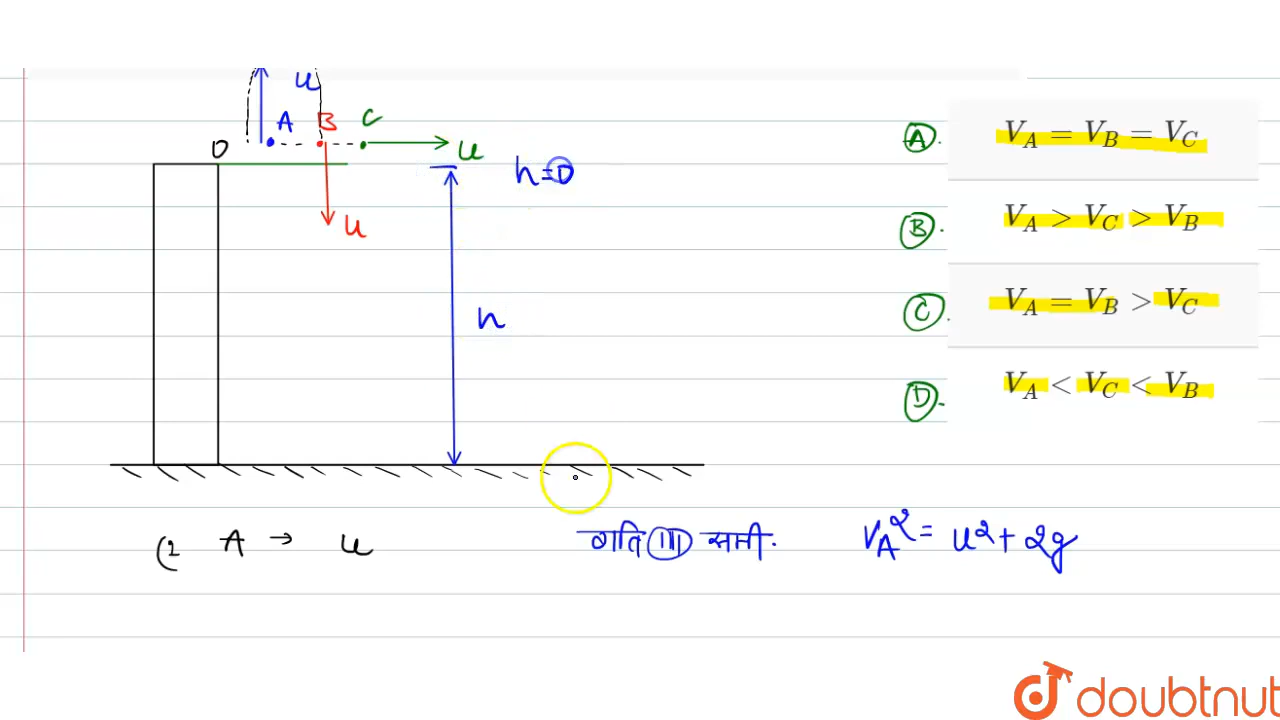 u
A B C
O
u
h=0
u
h
A. V_A = V_B = V_C
B. V_A > V_C > V_B
C. V_A = V_B > V_C
D. V_A < V_C < V_B
A → u
गति III समी. V_A² = u² + 2g
doubtnut